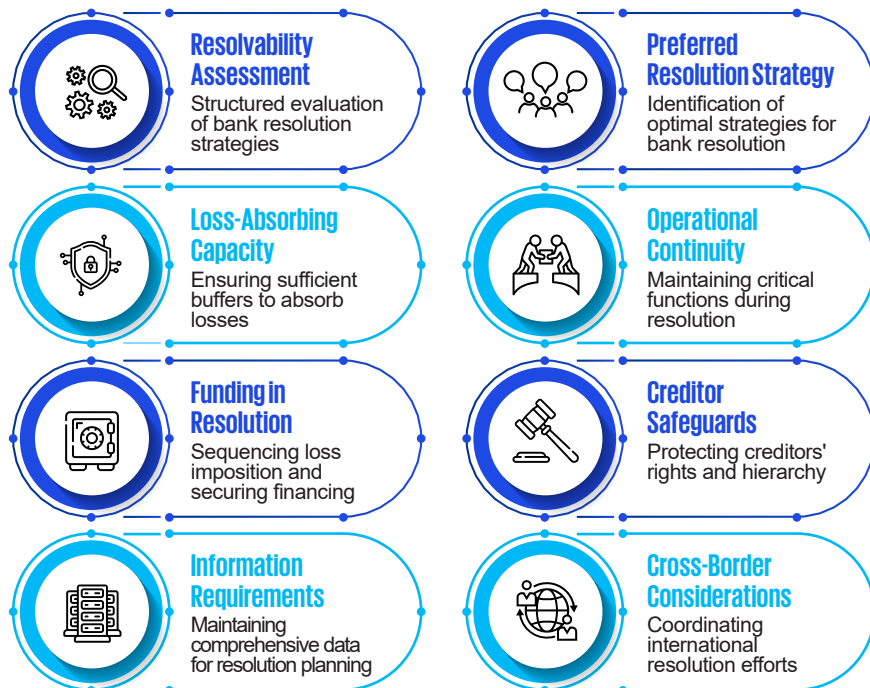 Resolvability
Assessment
Structured evaluation
of bank resolution
strategies
Preferred
Resolution Strategy
Identification of
optimal strategies for
bank resolution
Loss-Absorbing
Capacity
Ensuring sufficient
buffers to absorb
losses
Operational
Continuity
Maintaining critical
functions during
resolution
Funding in
Resolution
Sequencing loss
imposition and
securing financing
Creditor
Safeguards
Protecting creditors'
rights and hierarchy
Information
Requirements
Maintaining
comprehensive data
for resolution planning
Cross-Border
Considerations
Coordinating
international
resolution efforts